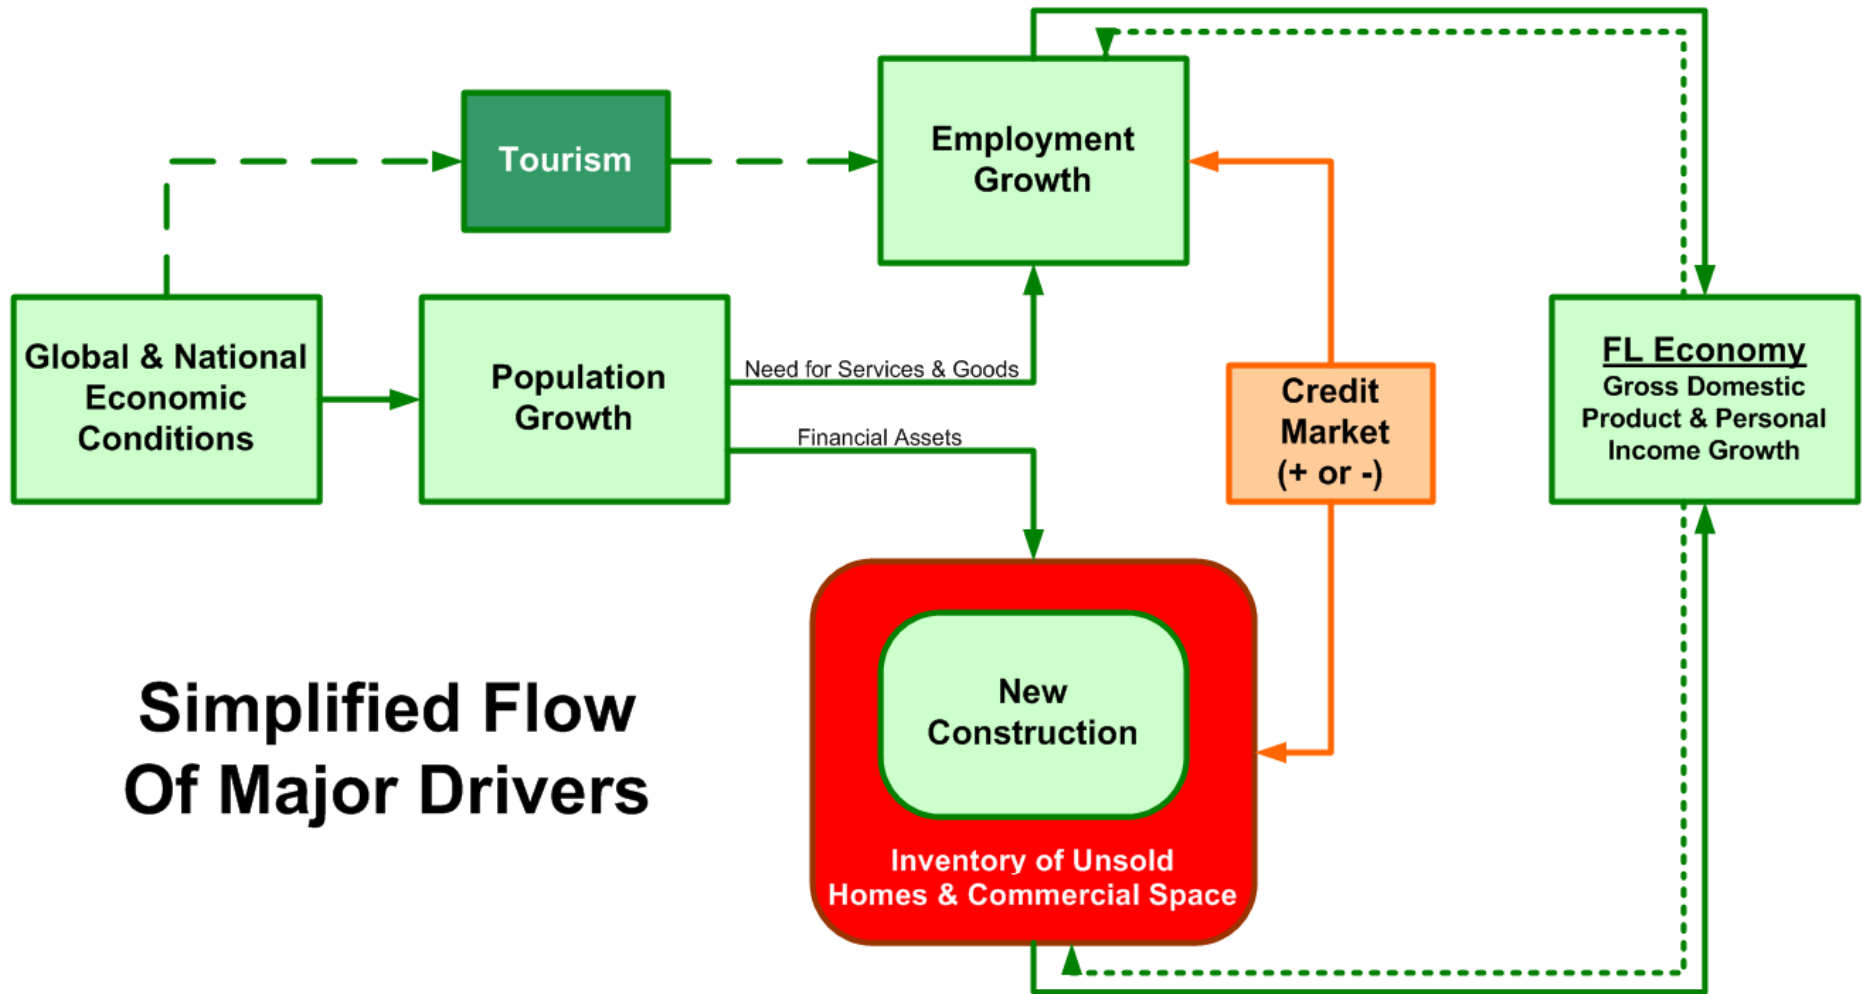 Tourism
Employment
Growth
Global & National
Economic
Conditions
Population
Growth
Need for Services & Goods
Financial Assets
Credit
Market
(+ or -)
FL Economy
Gross Domestic
Product & Personal
Income Growth
New
Construction
Inventory of Unsold
Homes & Commercial Space
Simplified Flow
Of Major Drivers